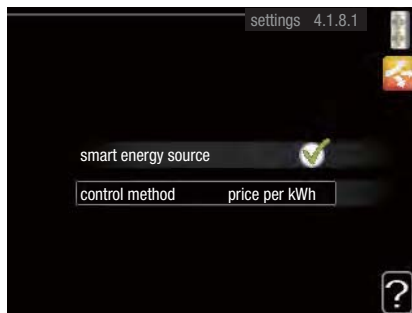 settings 4.1.8.1
smart energy source
control method price per kWh
?